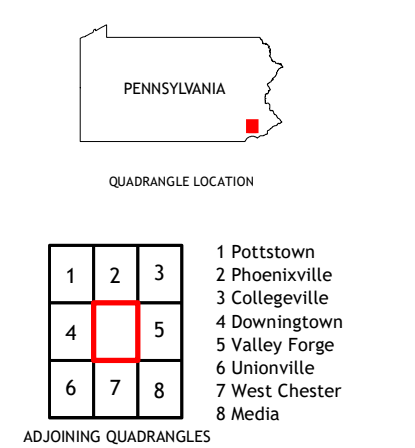 PENNSYLVANIA
QUADRANGLE LOCATION
1 2 3
4 5
6 7 8
1 Pottstown
2 Phoenixville
3 Collegeville
4 Downingtown
5 Valley Forge
6 Unionville
7 West Chester
8 Media
ADJOINING QUADRANGLES